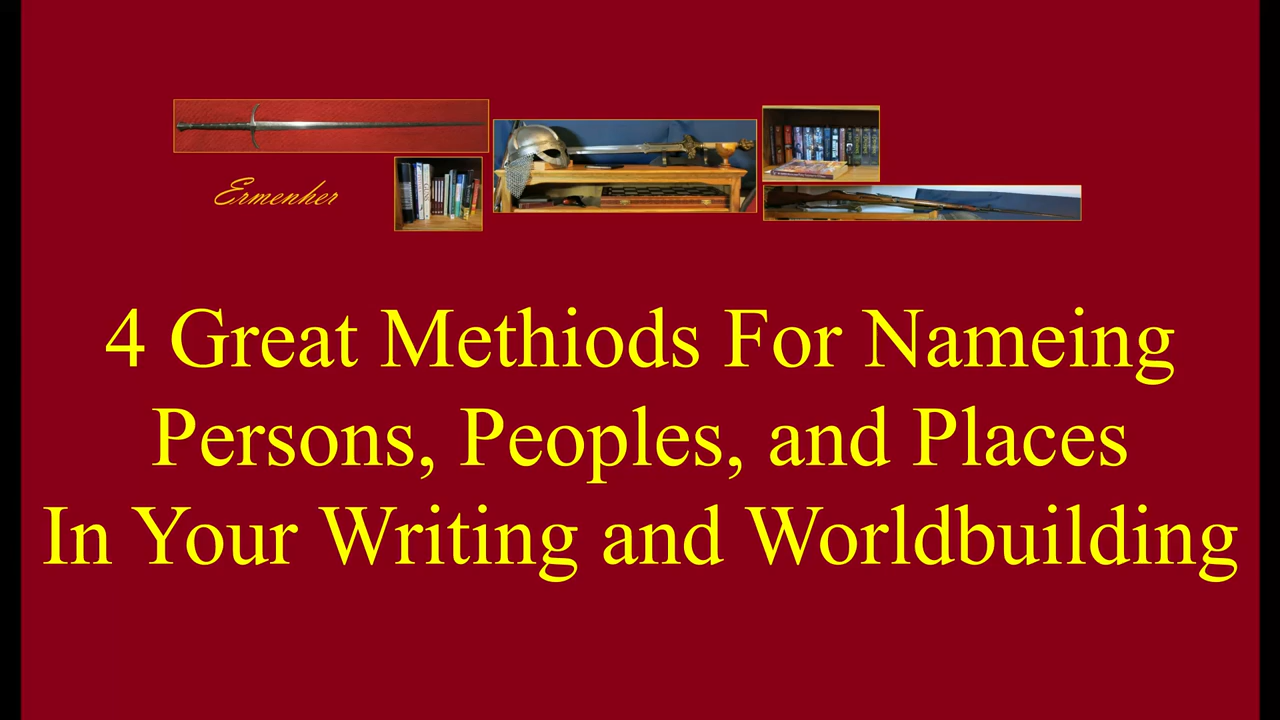 Ermenher
4 Great Methiods For Nameing
Persons, Peoples, and Places
In Your Writing and Worldbuilding